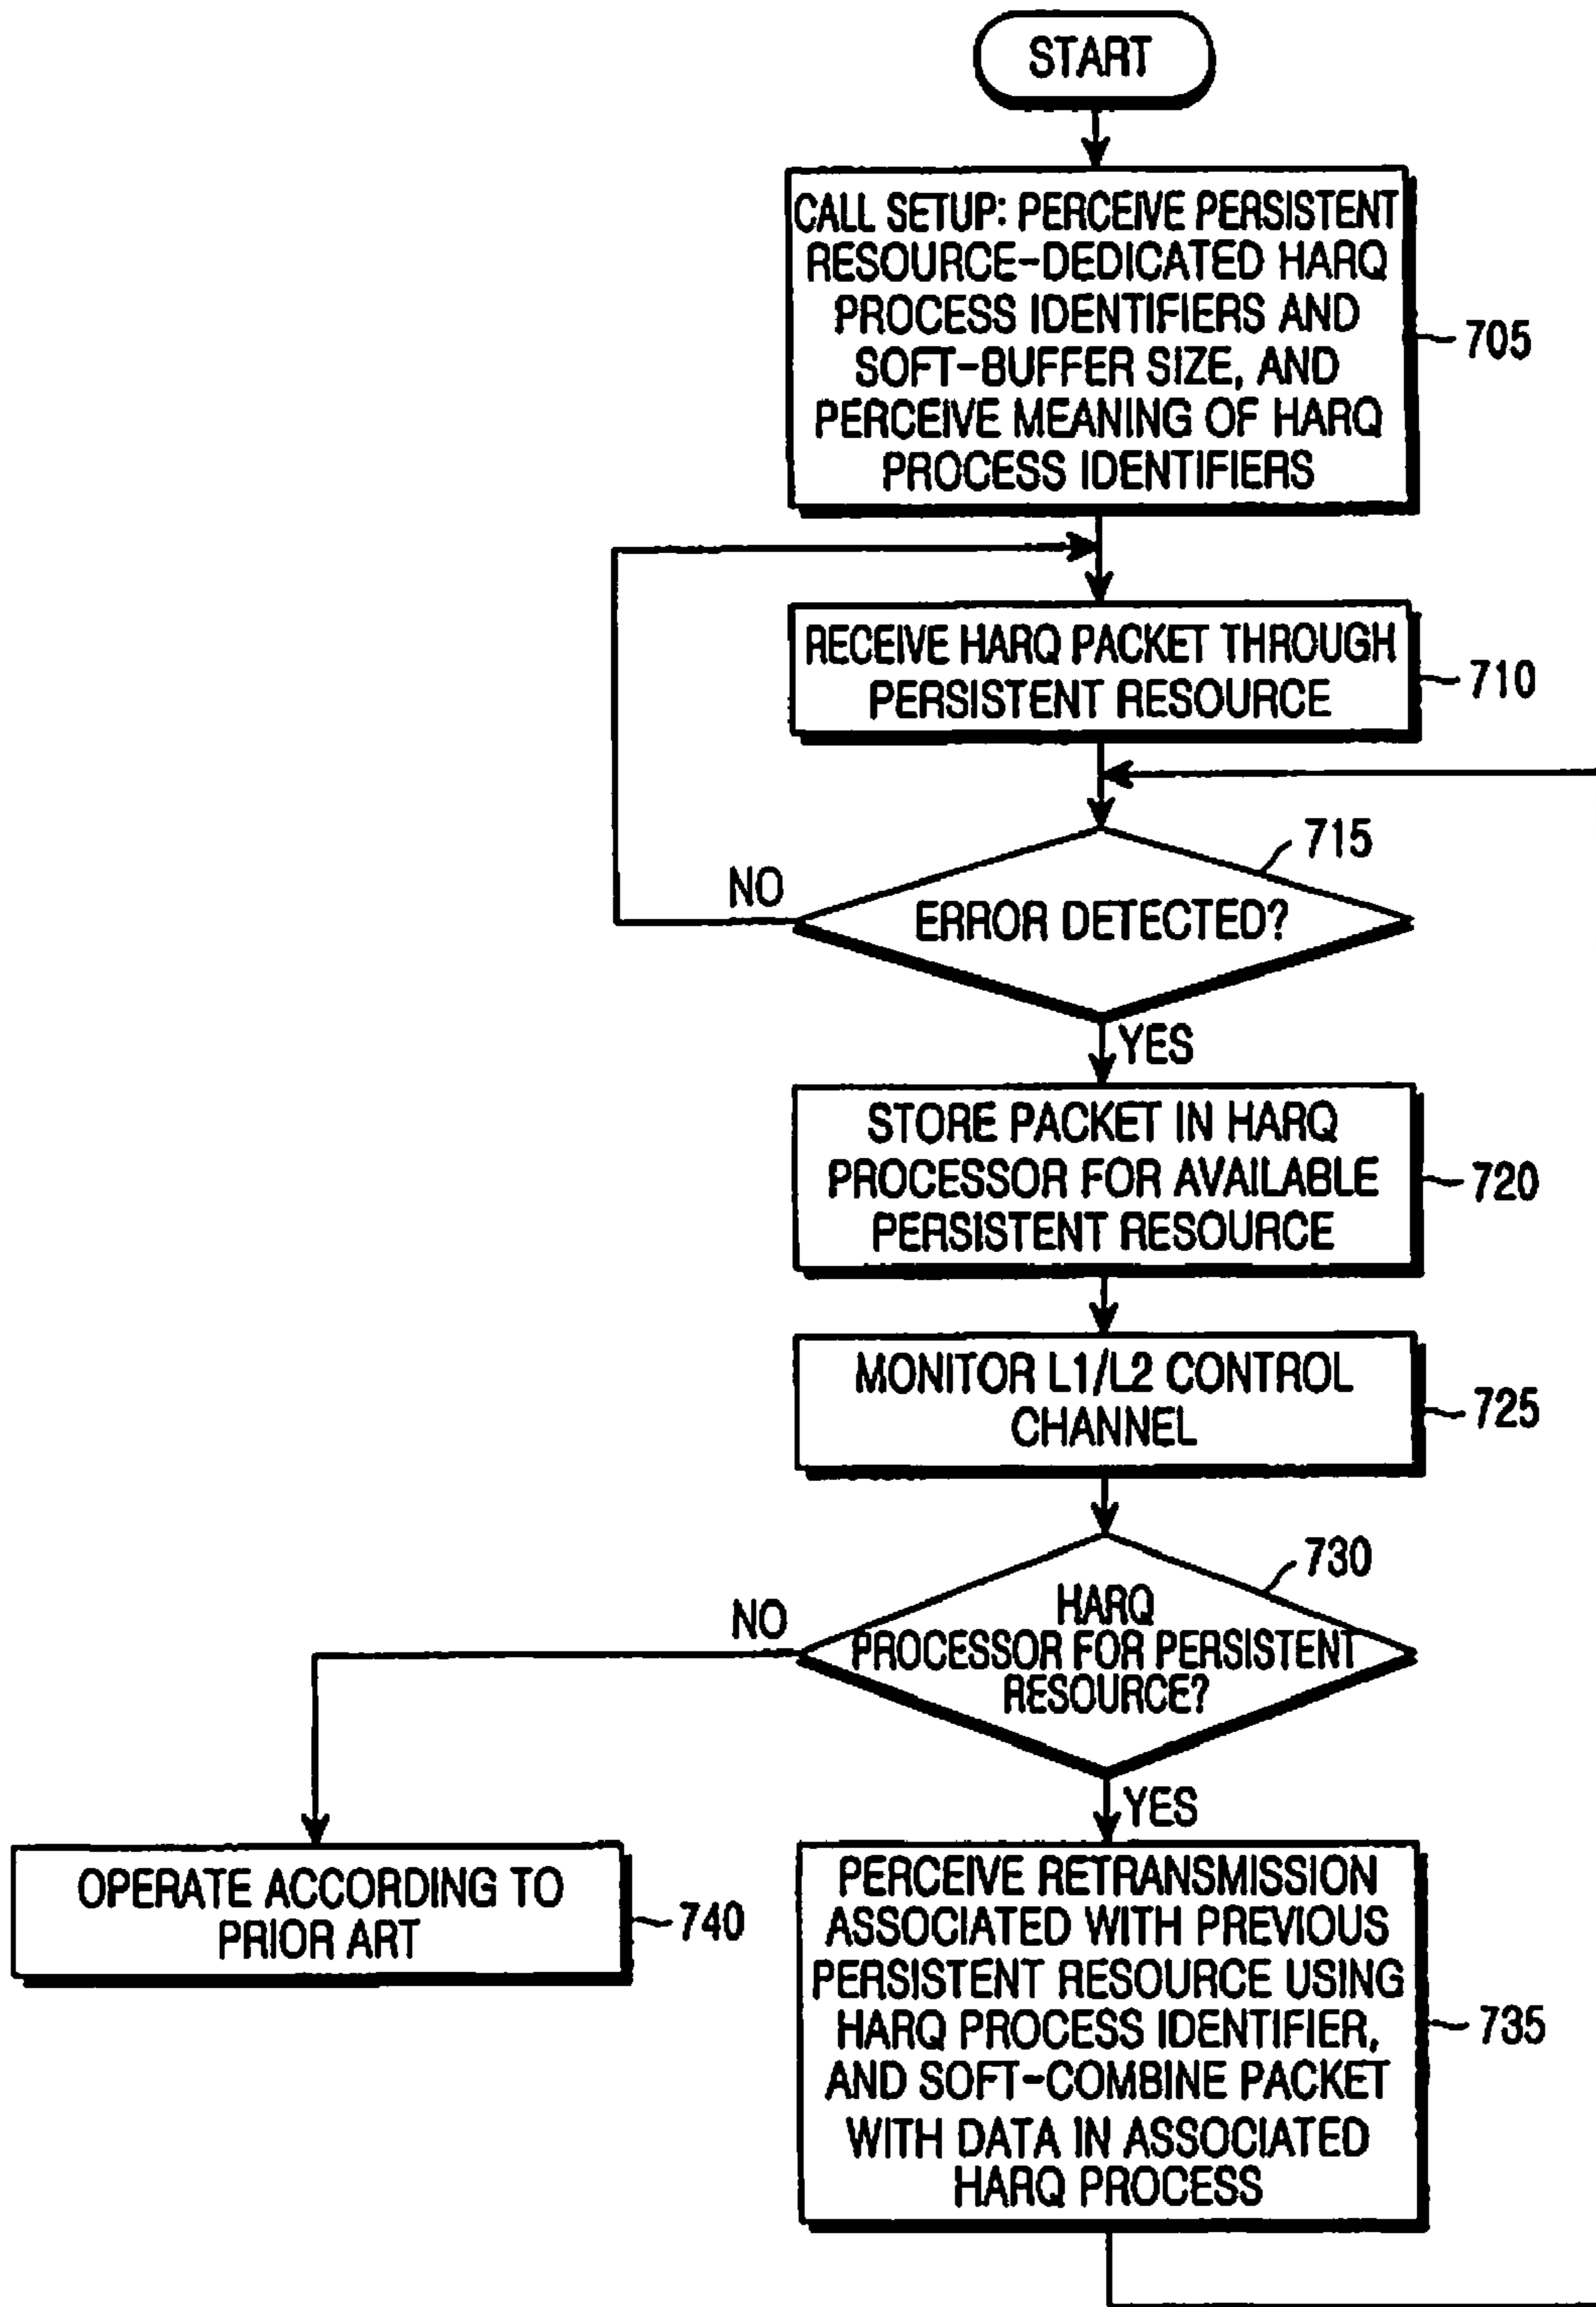 START
CALL SETUP: PERCEIVE PERSISTENT
RESOURCE-DEDICATED HARQ
PROCESS IDENTIFIERS AND
SOFT-BUFFER SIZE, AND
PERCEIVE MEANING OF HARQ
PROCESS IDENTIFIERS
705
RECEIVE HARQ PACKET THROUGH
PERSISTENT RESOURCE
710
715
NO
ERROR DETECTED?
YES
STORE PACKET IN HARQ
PROCESSOR FOR AVAILABLE
PERSISTENT RESOURCE
720
MONITOR L1/L2 CONTROL
CHANNEL
725
730
NO
HARQ
PROCESSOR FOR PERSISTENT
RESOURCE?
YES
OPERATE ACCORDING TO
PRIOR ART
740
PERCEIVE RETRANSMISSION
ASSOCIATED WITH PREVIOUS
PERSISTENT RESOURCE USING
HARQ PROCESS IDENTIFIER,
AND SOFT-COMBINE PACKET
WITH DATA IN ASSOCIATED
HARQ PROCESS
735